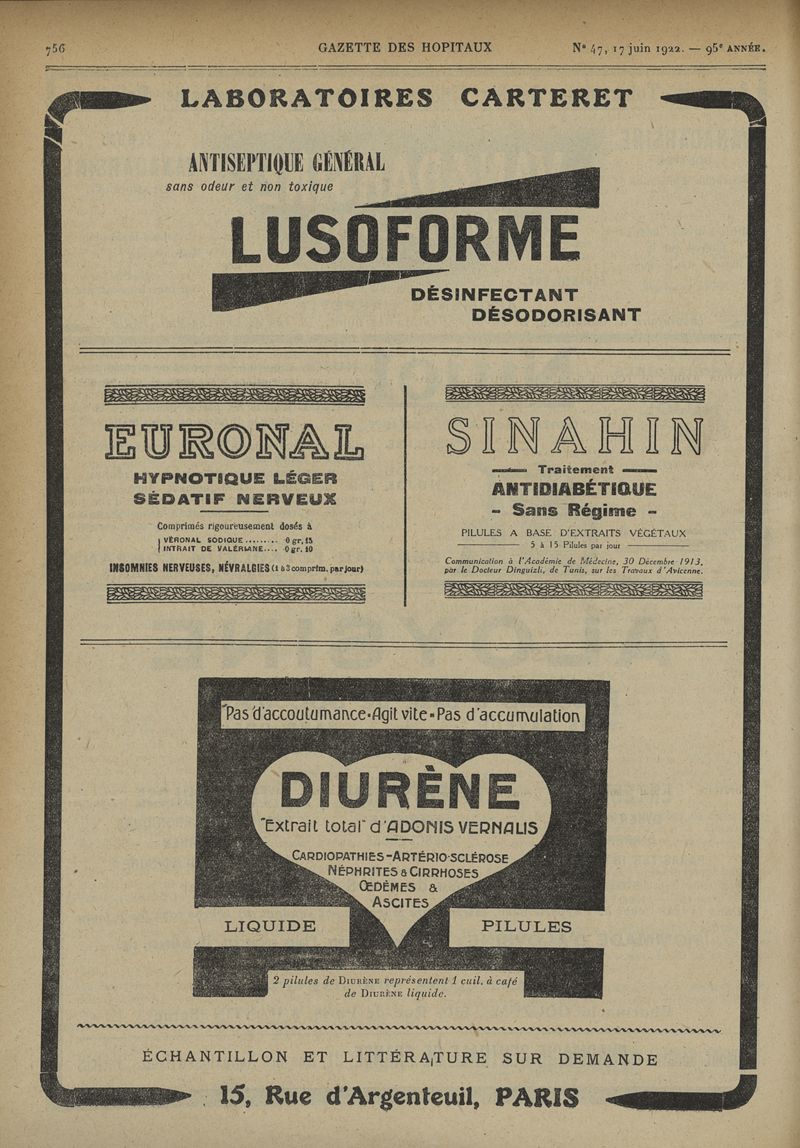 756
GAZETTE DES HOPITAUX
Nº 47, 17 juin 1922. — 95e ANNÉE.
LABORATOIRES CARTERET
ANTISEPTIQUE GÉNÉRAL
sans odeur et non toxique
LUSOFORME
DÉSINFECTANT
DÉSODORISANT
EURONAL
HYPNOTIQUE LÉGER
SÉDATIF NERVEUX
Comprimés rigoureusement dosés à
VÉRONAL SODIQUE ......... 0 gr, 15
INTRAIT DE VALÉRIANE.... 0 gr. 10
INSOMNIES NERVEUSES, NÉVRALGIES (1 à 3 comprim. par jour)
SINAHIN
Traitement
ANTIDIABÉTIQUE
- Sans Régime -
PILULES A BASE D'EXTRAITS VÉGÉTAUX
5 à 15 Pilules par jour
Communication à l'Académie de Médecine, 30 Décembre 1913,
par le Docteur Dinguizli, de Tunis, sur les Travaux d'Avicenne.
"Pas d'accoutumance-Agit vite-Pas d'accumulation
DIURÈNE
"Extrait total" d'ADONIS VERNALIS
CARDIOPATHIES-ARTÉRIO-SCLÉROSE
NÉPHRITES & CIRRHOSES
ŒDÈMES &
ASCITES
LIQUIDE
PILULES
2 pilules de DIURÈNE représentent 1 cuil. à café
de DIURÈNE liquide.
ÉCHANTILLON ET LITTÉRATURE SUR DEMANDE
15, Rue d'Argenteuil, PARIS